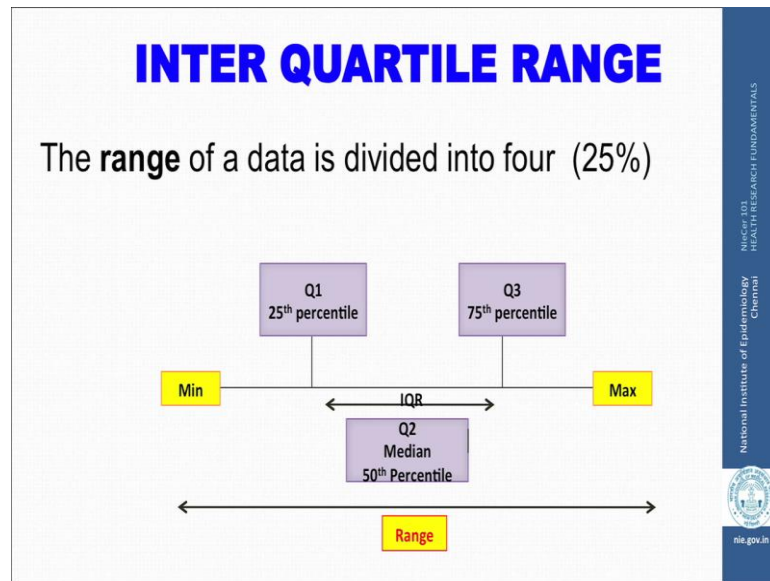 INTER QUARTILE RANGE
The range of a data is divided into four (25%)
Q1
25th percentile
Q3
75th percentile
Min
Max
IQR
Q2
Median
50th Percentile
Range
NieCer 101
HEALTH RESEARCH FUNDAMENTALS
National Institute of Epidemiology
Chennai
nie.gov.in